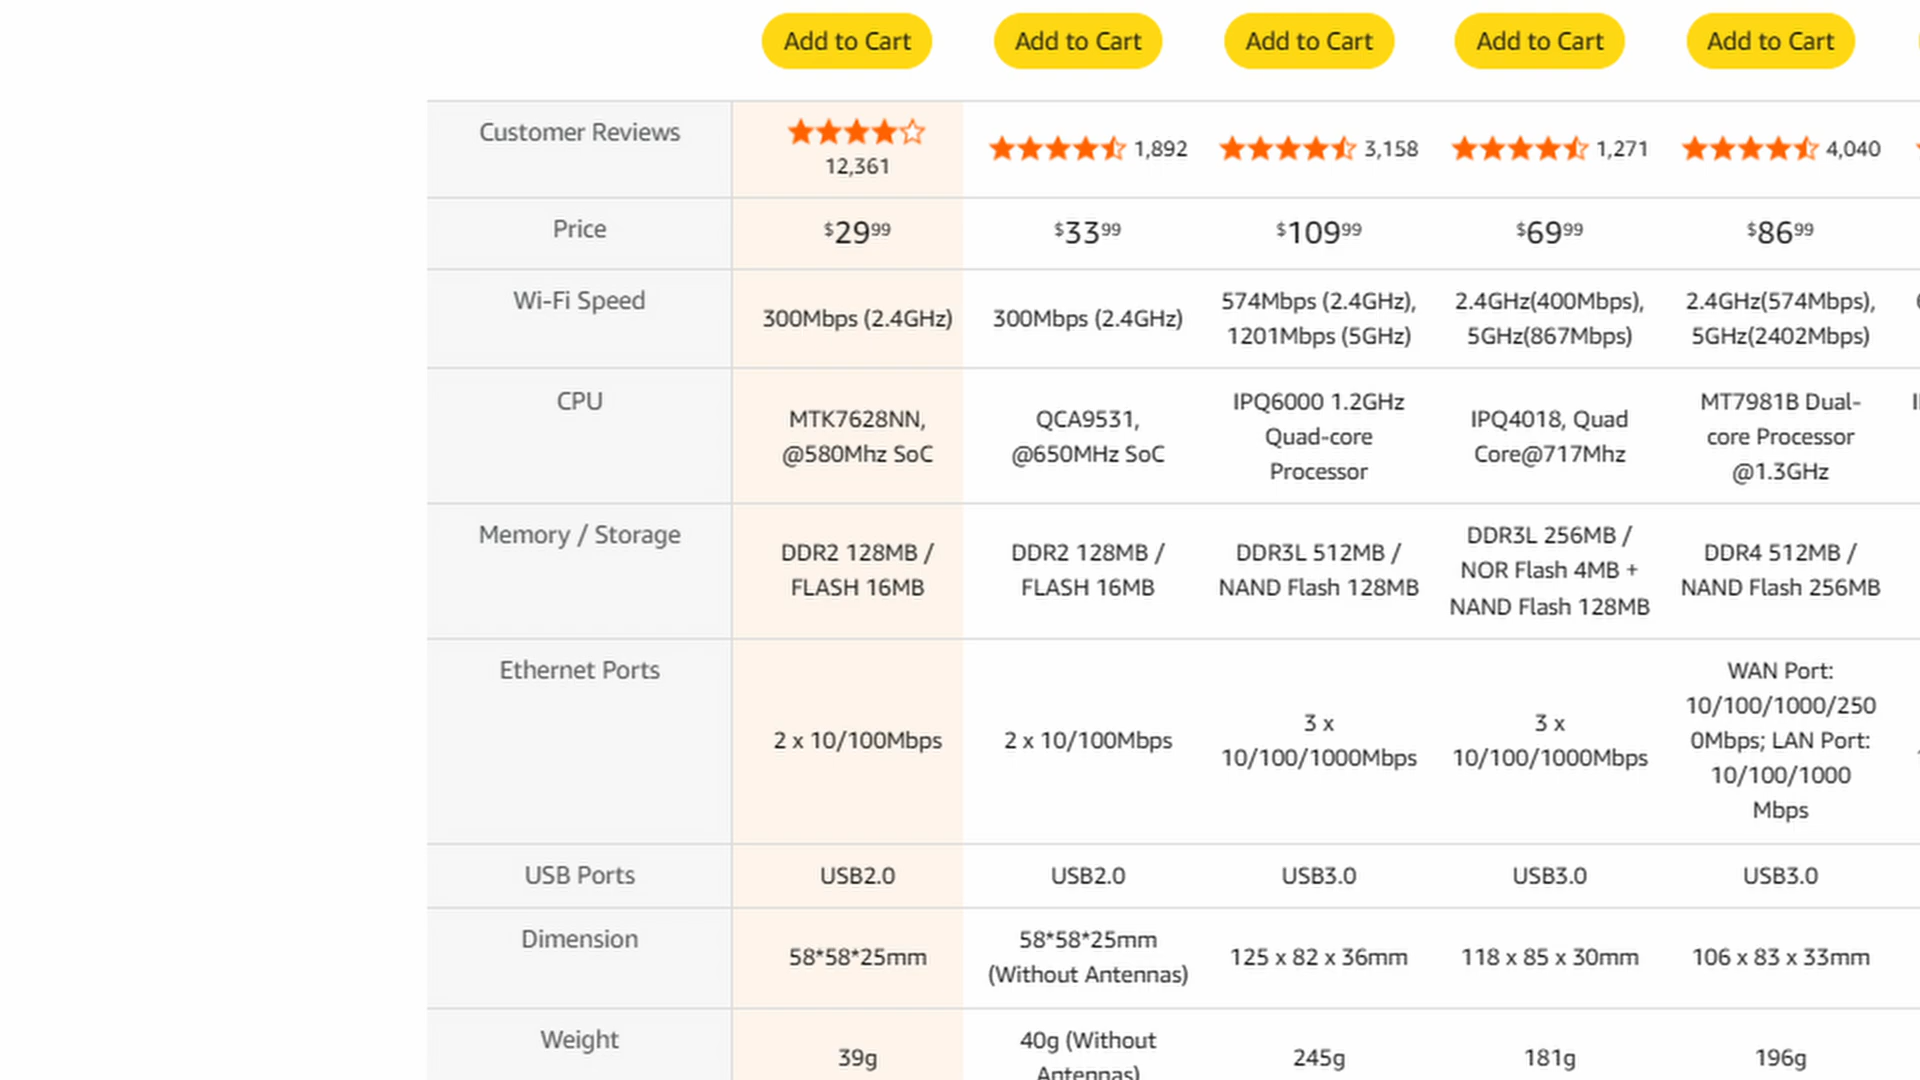 Add to Cart
Add to Cart
Add to Cart
Add to Cart
Add to Cart
Customer Reviews
12,361
1,892
3,158
1,271
4,040
Price
$29.99
$33.99
$109.99
$69.99
$86.99
Wi-Fi Speed
300Mbps (2.4GHz)
300Mbps (2.4GHz)
574Mbps (2.4GHz),
1201Mbps (5GHz)
2.4GHz(400Mbps),
5GHz(867Mbps)
2.4GHz(574Mbps),
5GHz(2402Mbps)
CPU
MTK7628NN,
@580Mhz SoC
QCA9531,
@650MHz SoC
IPQ6000 1.2GHz
Quad-core
Processor
IPQ4018, Quad
Core@717Mhz
MT7981B Dual-
core Processor
@1.3GHz
Memory / Storage
DDR2 128MB /
FLASH 16MB
DDR2 128MB /
FLASH 16MB
DDR3L 512MB /
NAND Flash 128MB
DDR3L 256MB /
NOR Flash 4MB +
NAND Flash 128MB
DDR4 512MB /
NAND Flash 256MB
Ethernet Ports
2 x 10/100Mbps
2 x 10/100Mbps
3 x
10/100/1000Mbps
3 x
10/100/1000Mbps
WAN Port:
10/100/1000/250
0Mbps; LAN Port:
10/100/1000
Mbps
USB Ports
USB2.0
USB2.0
USB3.0
USB3.0
USB3.0
Dimension
58*58*25mm
58*58*25mm
(Without Antennas)
125 x 82 x 36mm
118 x 85 x 30mm
106 x 83 x 33mm
Weight
39g
40g (Without
Antennas)
245g
181g
196g